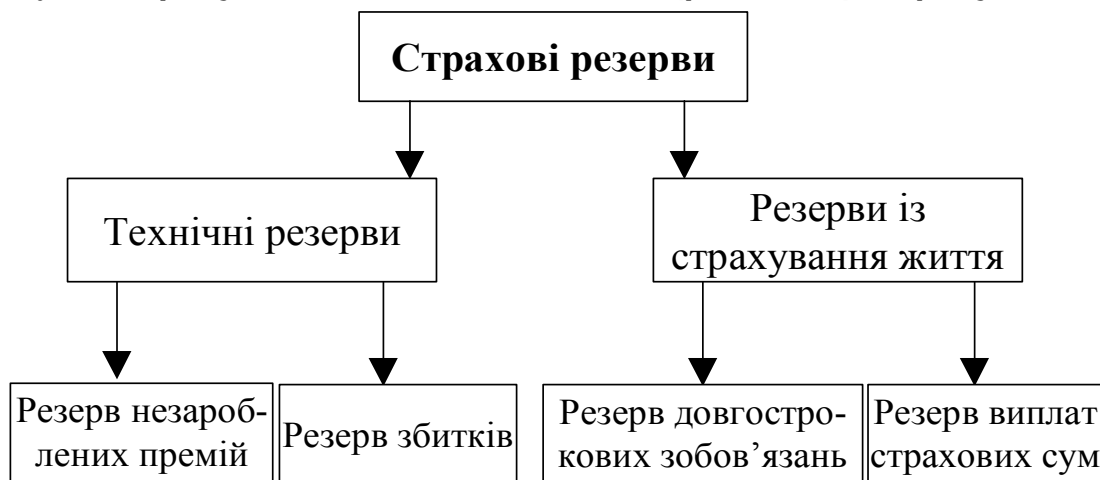 Страхові резерви
Технічні резерви
Резерви із
страхування життя
Резерв незароб-
лених премій
Резерв збитків
Резерв довгостро-
кових зобов’язань
Резерв виплат
страхових сум